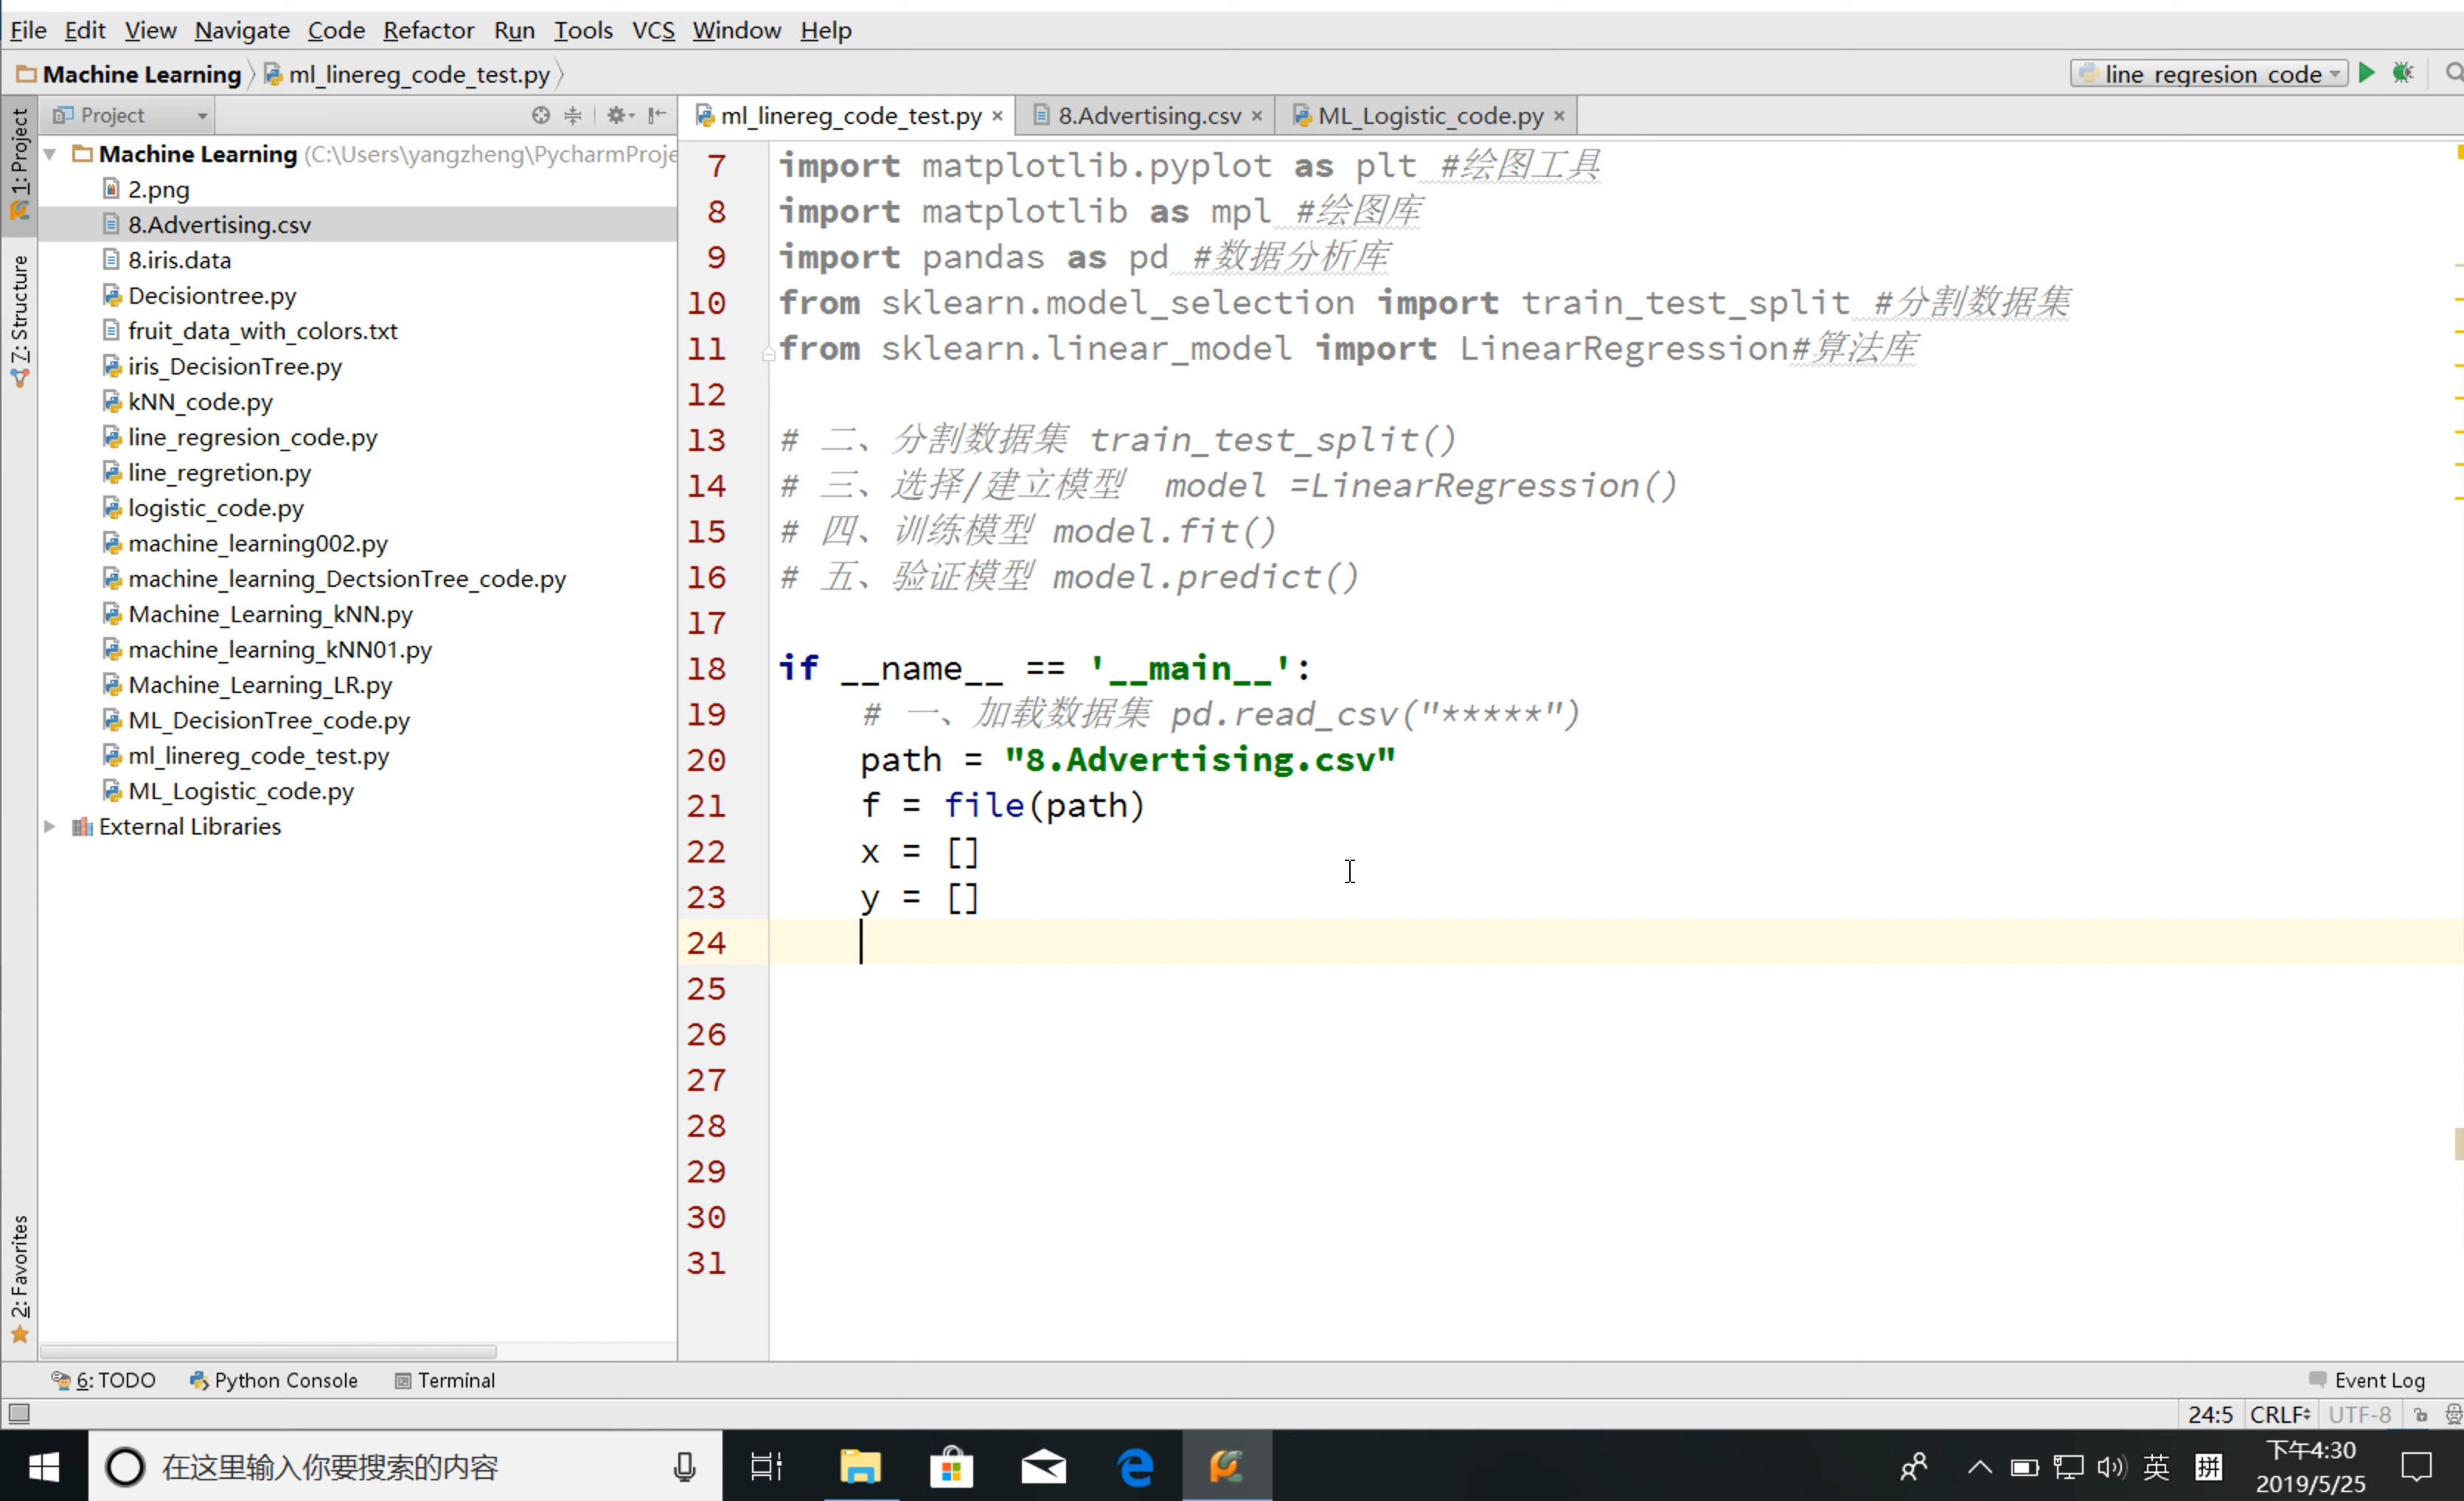 File Edit View Navigate Code Refactor Run Tools VCS Window Help
Machine Learning ml_linereg_code_test.py line regresion code
1: Project
7: Structure
2: Favorites
Project
Machine Learning (C:\Users\yangzheng\PycharmProje
2.png
8.Advertising.csv
8.iris.data
Decisiontree.py
fruit_data_with_colors.txt
iris_DecisionTree.py
kNN_code.py
line_regresion_code.py
line_regretion.py
logistic_code.py
machine_learning002.py
machine_learning_DectsionTree_code.py
Machine_Learning_kNN.py
machine_learning_kNN01.py
Machine_Learning_LR.py
ML_DecisionTree_code.py
ml_linereg_code_test.py
ML_Logistic_code.py
External Libraries
ml_linereg_code_test.py 8.Advertising.csv ML_Logistic_code.py
7 import matplotlib.pyplot as plt #绘图工具
8 import matplotlib as mpl #绘图库
9 import pandas as pd #数据分析库
10 from sklearn.model_selection import train_test_split #分割数据集
11 from sklearn.linear_model import LinearRegression#算法库
12
13 # 二、分割数据集 train_test_split()
14 # 三、选择/建立模型  model =LinearRegression()
15 # 四、训练模型 model.fit()
16 # 五、验证模型 model.predict()
17
18 if __name__ == '__main__':
19     # 一、加载数据集 pd.read_csv("*****")
20     path = "8.Advertising.csv"
21     f = file(path)
22     x = []
23     y = []
24
25
26
27
28
29
30
31
6: TODO Python Console Terminal Event Log
24:5 CRLF UTF-8
在这里输入你要搜索的内容
英 拼
下午4:30
2019/5/25